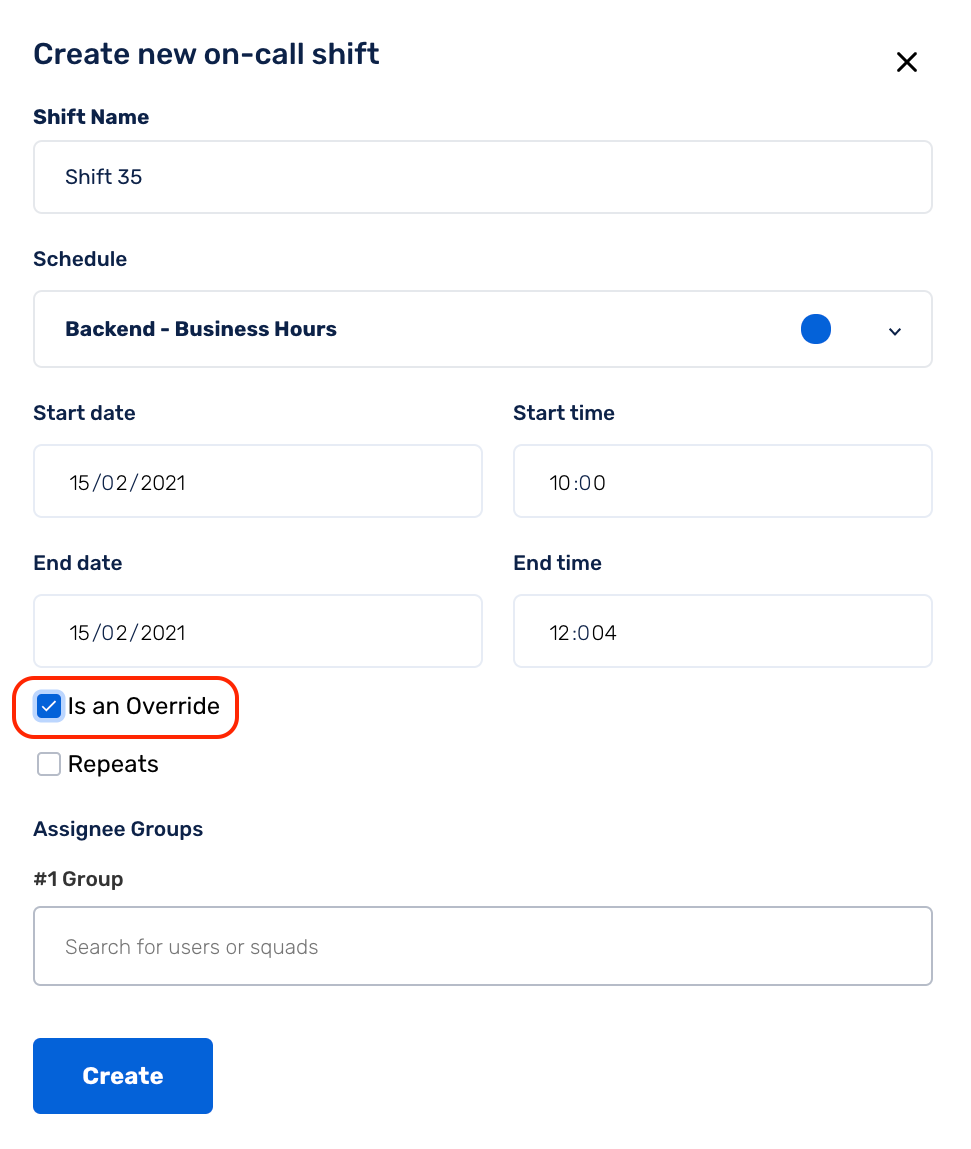 Create new on-call shift
Shift Name
Shift 35
Schedule
Backend - Business Hours
Start date
Start time
15/02/2021
10:00
End date
End time
15/02/2021
12:004
Is an Override
Repeats
Assignee Groups
#1 Group
Search for users or squads
Create